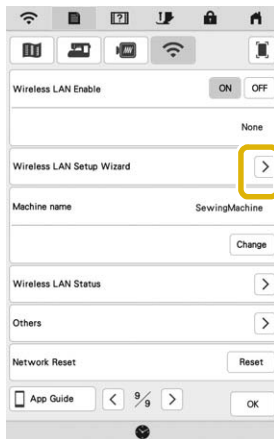 Wireless LAN Enable ON OFF
None
Wireless LAN Setup Wizard
Machine name SewingMachine
Change
Wireless LAN Status
Others
Network Reset Reset
App Guide 9/9 OK